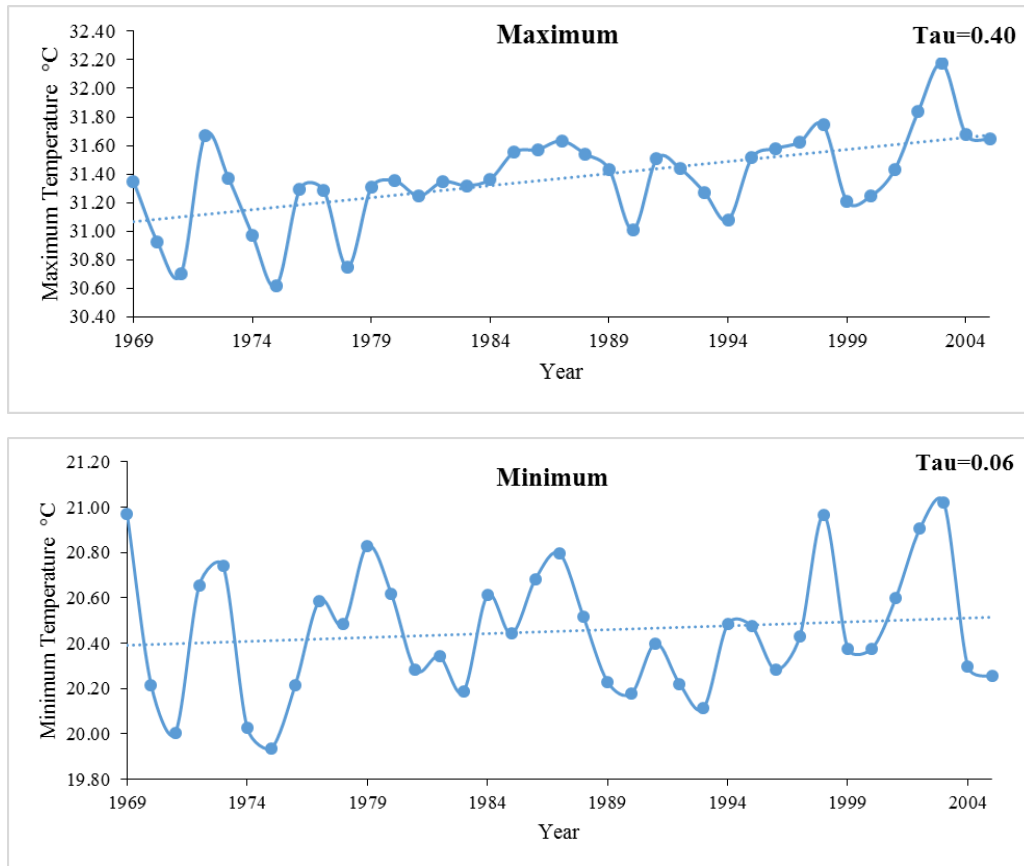 Maximum
Tau=0.40
Maximum Temperature °C
32.40
32.20
32.00
31.80
31.60
31.40
31.20
31.00
30.80
30.60
30.40
1969 1974 1979 1984 1989 1994 1999 2004
Year
Minimum
Tau=0.06
Minimum Temperature °C
21.20
21.00
20.80
20.60
20.40
20.20
20.00
19.80
1969 1974 1979 1984 1989 1994 1999 2004
Year